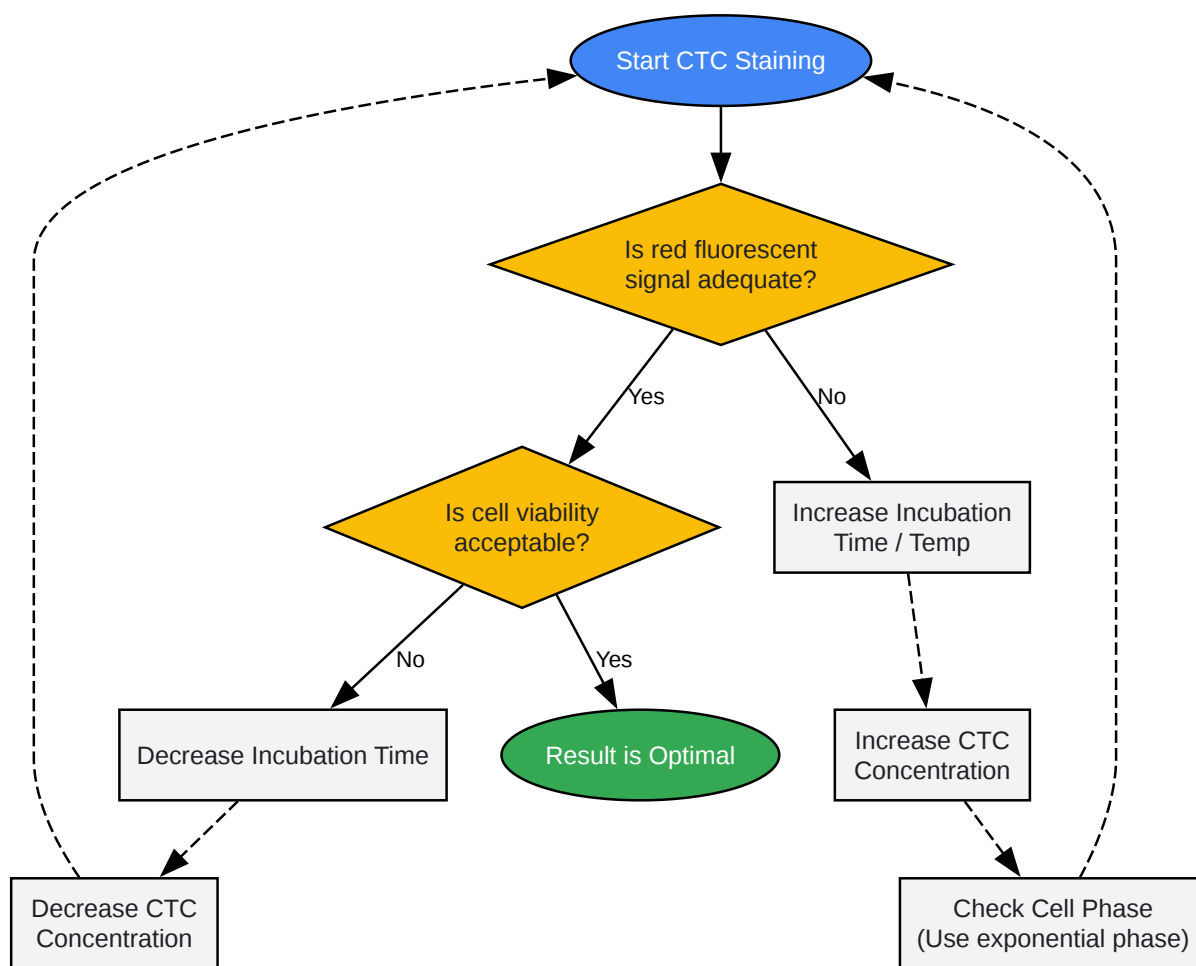 Start CTC Staining
Is red fluorescent
signal adequate?
Yes
No
Is cell viability
acceptable?
Increase Incubation
Time / Temp
No
Yes
Decrease Incubation Time
Result is Optimal
Increase CTC
Concentration
Decrease CTC
Concentration
Check Cell Phase
(Use exponential phase)